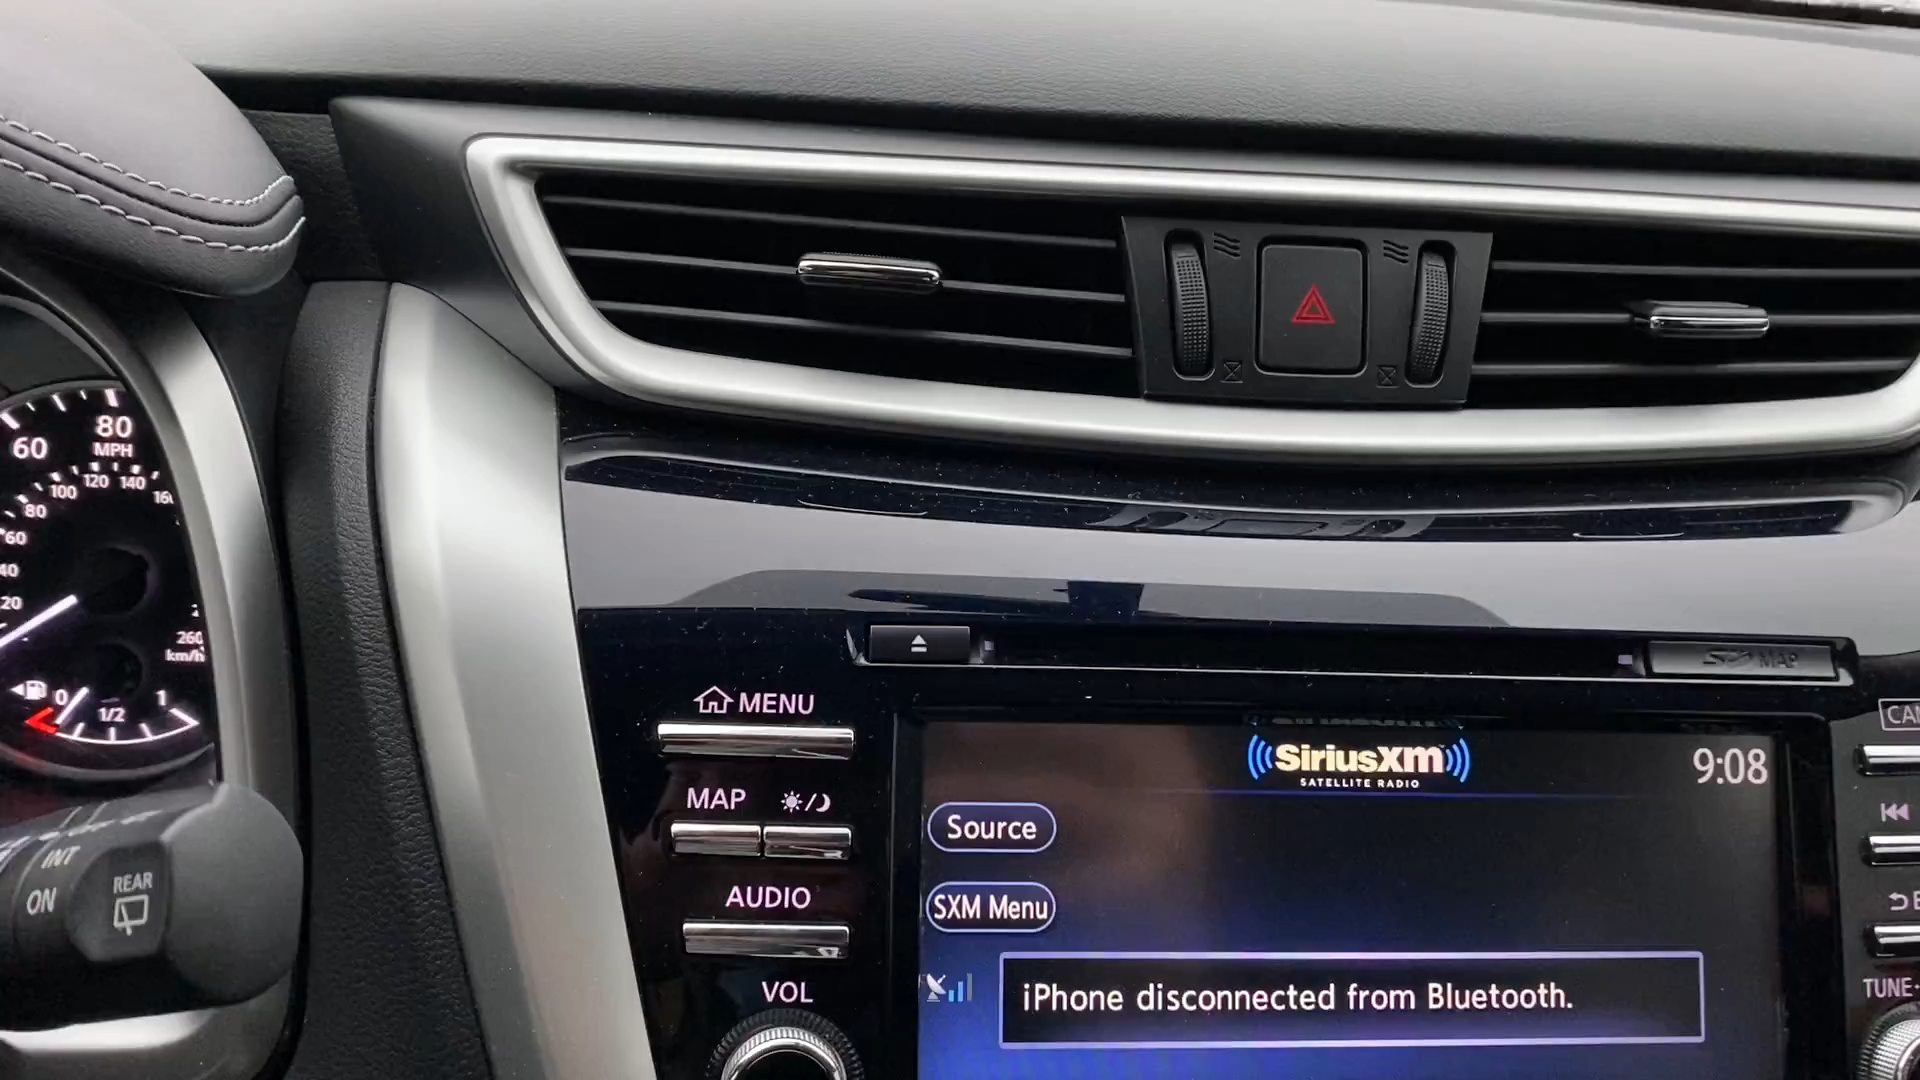 60
80
MPH
80
100
120
140
60
40
20
260
km/h
0
1/2
1
INT
ON
REAR
MENU
MAP
AUDIO
VOL
MAP
SiriusXm
SATELLITE RADIO
9:08
Source
SXM Menu
iPhone disconnected from Bluetooth.
TUNE